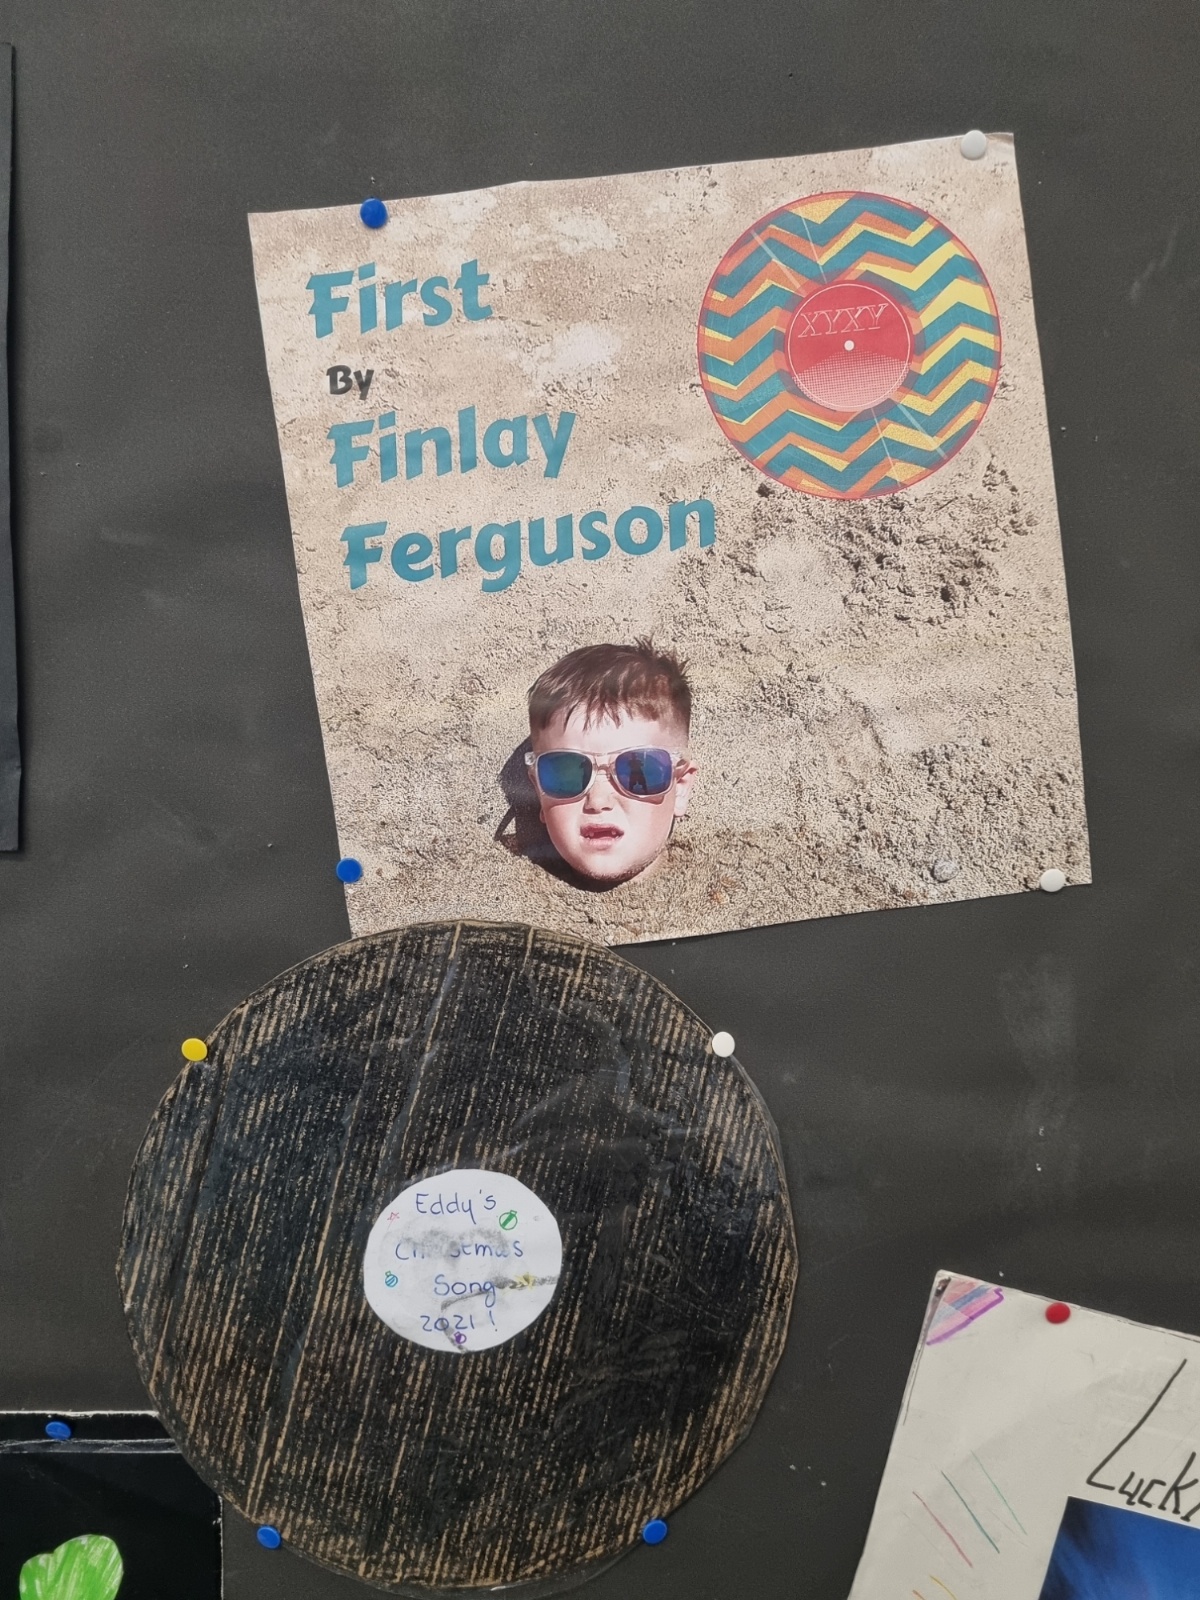 First
By
Finlay
Ferguson
XYXY
Eddy's
Christmas
Song
2021!